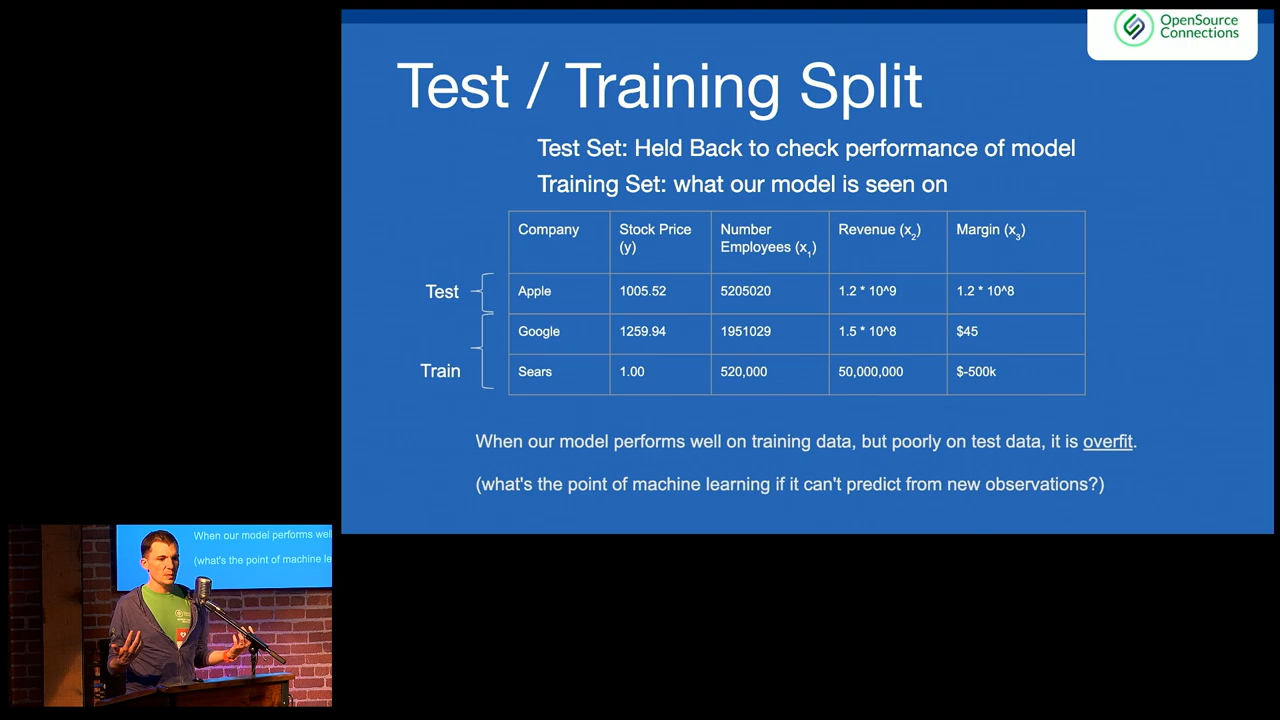 OpenSource
Connections
Test / Training Split
Test Set: Held Back to check performance of model
Training Set: what our model is seen on
Company Stock Price (y) Number Employees (x1) Revenue (x2) Margin (x3)
Test
Apple 1005.52 5205020 1.2 * 10^9 1.2 * 10^8
Google 1259.94 1951029 1.5 * 10^8 $45
Train
Sears 1.00 520,000 50,000,000 $-500k
When our model performs well on training data, but poorly on test data, it is overfit.
(what's the point of machine learning if it can't predict from new observations?)
When our model performs wel
(what's the point of machine le